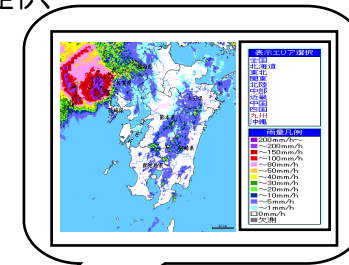 表示エリア選択
全国
北海道
東北
関東
北陸
中部
近畿
中国
四国
九州
沖縄
雨量凡例
200mm/h～
～200mm/h
～150mm/h
～100mm/h
～80mm/h
～50mm/h
～40mm/h
～30mm/h
～20mm/h
～10mm/h
～5mm/h
～1mm/h
0mm/h
欠測